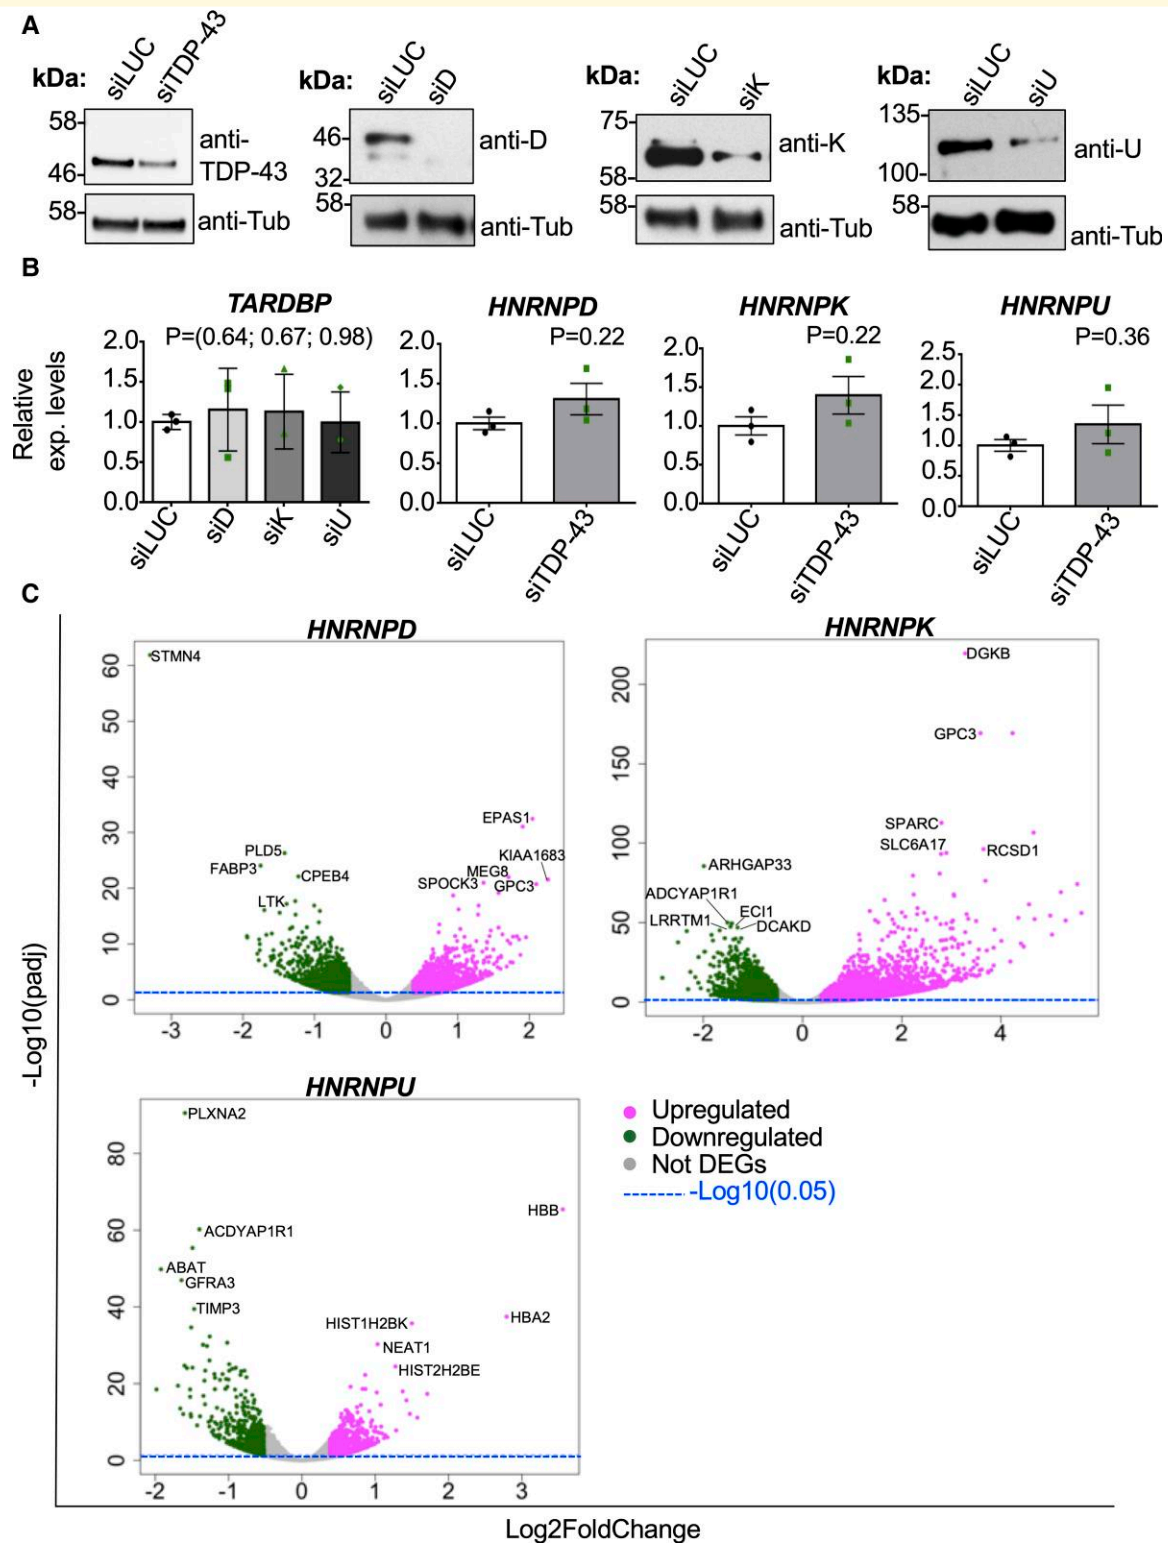 A
kDa: siLUC siTDP-43
58-
46-
anti-
TDP-43
58-
anti-Tub
kDa: siLUC siD
46-
32-
anti-D
58-
anti-Tub
kDa: siLUC siK
75-
58-
anti-K
58-
anti-Tub
kDa: siLUC siU
135-
100-
anti-U
58-
anti-Tub
B
Relative
exp. levels
TARDBP
P=(0.64; 0.67; 0.98)
2.0
1.5
1.0
0.5
0.0
siLUC siD siK siU
HNRNPD
P=0.22
2.0
1.5
1.0
0.5
0.0
siLUC siTDP-43
HNRNPK
P=0.22
2.0
1.5
1.0
0.5
0.0
siLUC siTDP-43
HNRNPU
P=0.36
2.5
2.0
1.5
1.0
0.5
0.0
siLUC siTDP-43
C
-Log10(padj)
HNRNPD
60
50
40
30
20
10
0
STMN4
EPAS1
PLD5
KIAA1683
FABP3
CPEB4
MEG8
SPOCK3
GPC3
LTK
-3 -2 -1 0 1 2
HNRNPK
200
150
100
50
0
DGKB
GPC3
SPARC
SLC6A17
RCSD1
ARHGAP33
ADCYAP1R1
ECI1
LRRTM1
DCAKD
-2 0 2 4
HNRNPU
80
60
40
20
0
PLXNA2
HBB
ACDYAP1R1
ABAT
GFRA3
TIMP3
HBA2
HIST1H2BK
NEAT1
HIST2H2BE
-2 -1 0 1 2 3
Upregulated
Downregulated
Not DEGs
-Log10(0.05)
Log2FoldChange